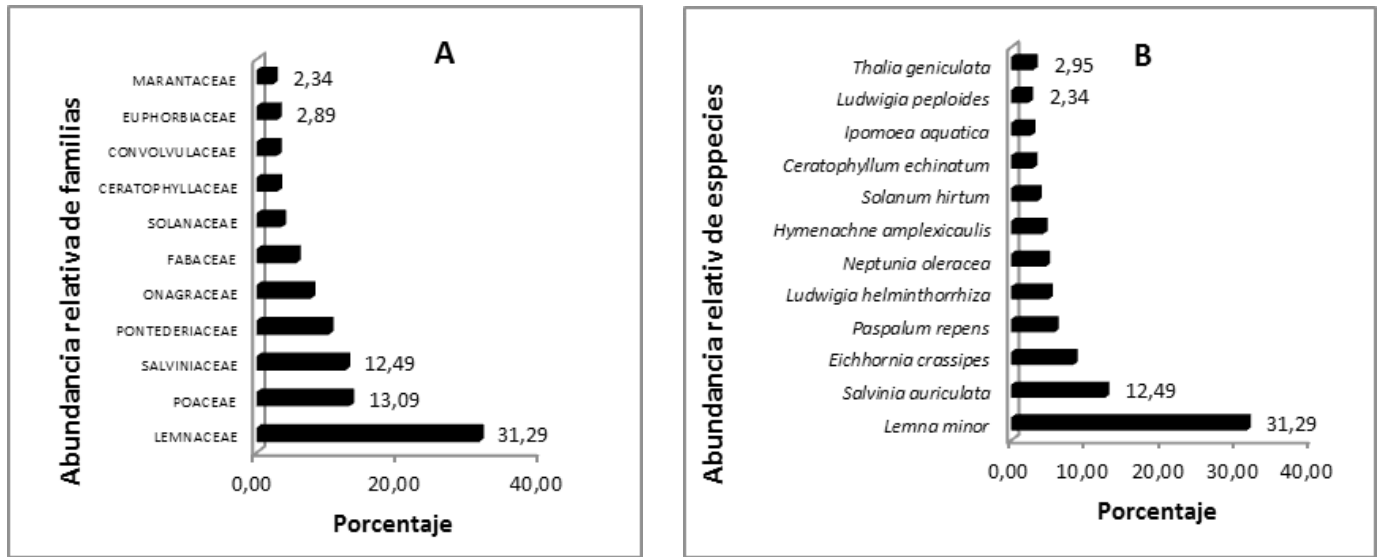 A
Abundancia relativa de familias
MARANTACEAE 2,34
EUPHORBIACEAE 2,89
CONVOLVULACEAE
CERATOPHYLLACEAE
SOLANACEAE
FABACEAE
ONAGRACEAE
PONTEDERIACEAE
SALVINIACEAE 12,49
POACEAE 13,09
LEMNACEAE 31,29
0,00 20,00 40,00
Porcentaje
B
Abundancia relativ de esppecies
Thalia geniculata 2,95
Ludwigia peploides 2,34
Ipomoea aquatica
Ceratophyllum echinatum
Solanum hirtum
Hymenachne amplexicaulis
Neptunia oleracea
Ludwigia helminthorrhiza
Paspalum repens
Eichhornia crassipes
Salvinia auriculata 12,49
Lemna minor 31,29
0,00 10,00 20,00 30,00 40,00
Porcentaje